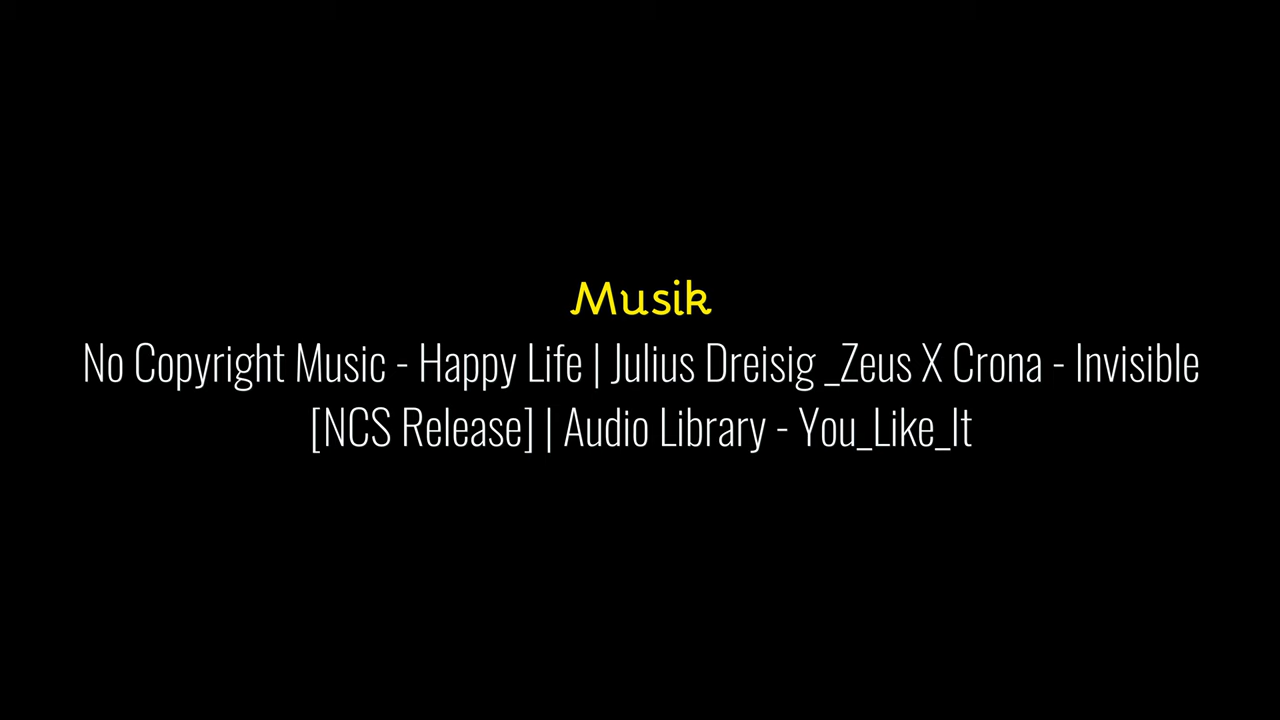 Musik
No Copyright Music - Happy Life | Julius Dreisig _Zeus X Crona - Invisible
[NCS Release] | Audio Library - You_Like_It